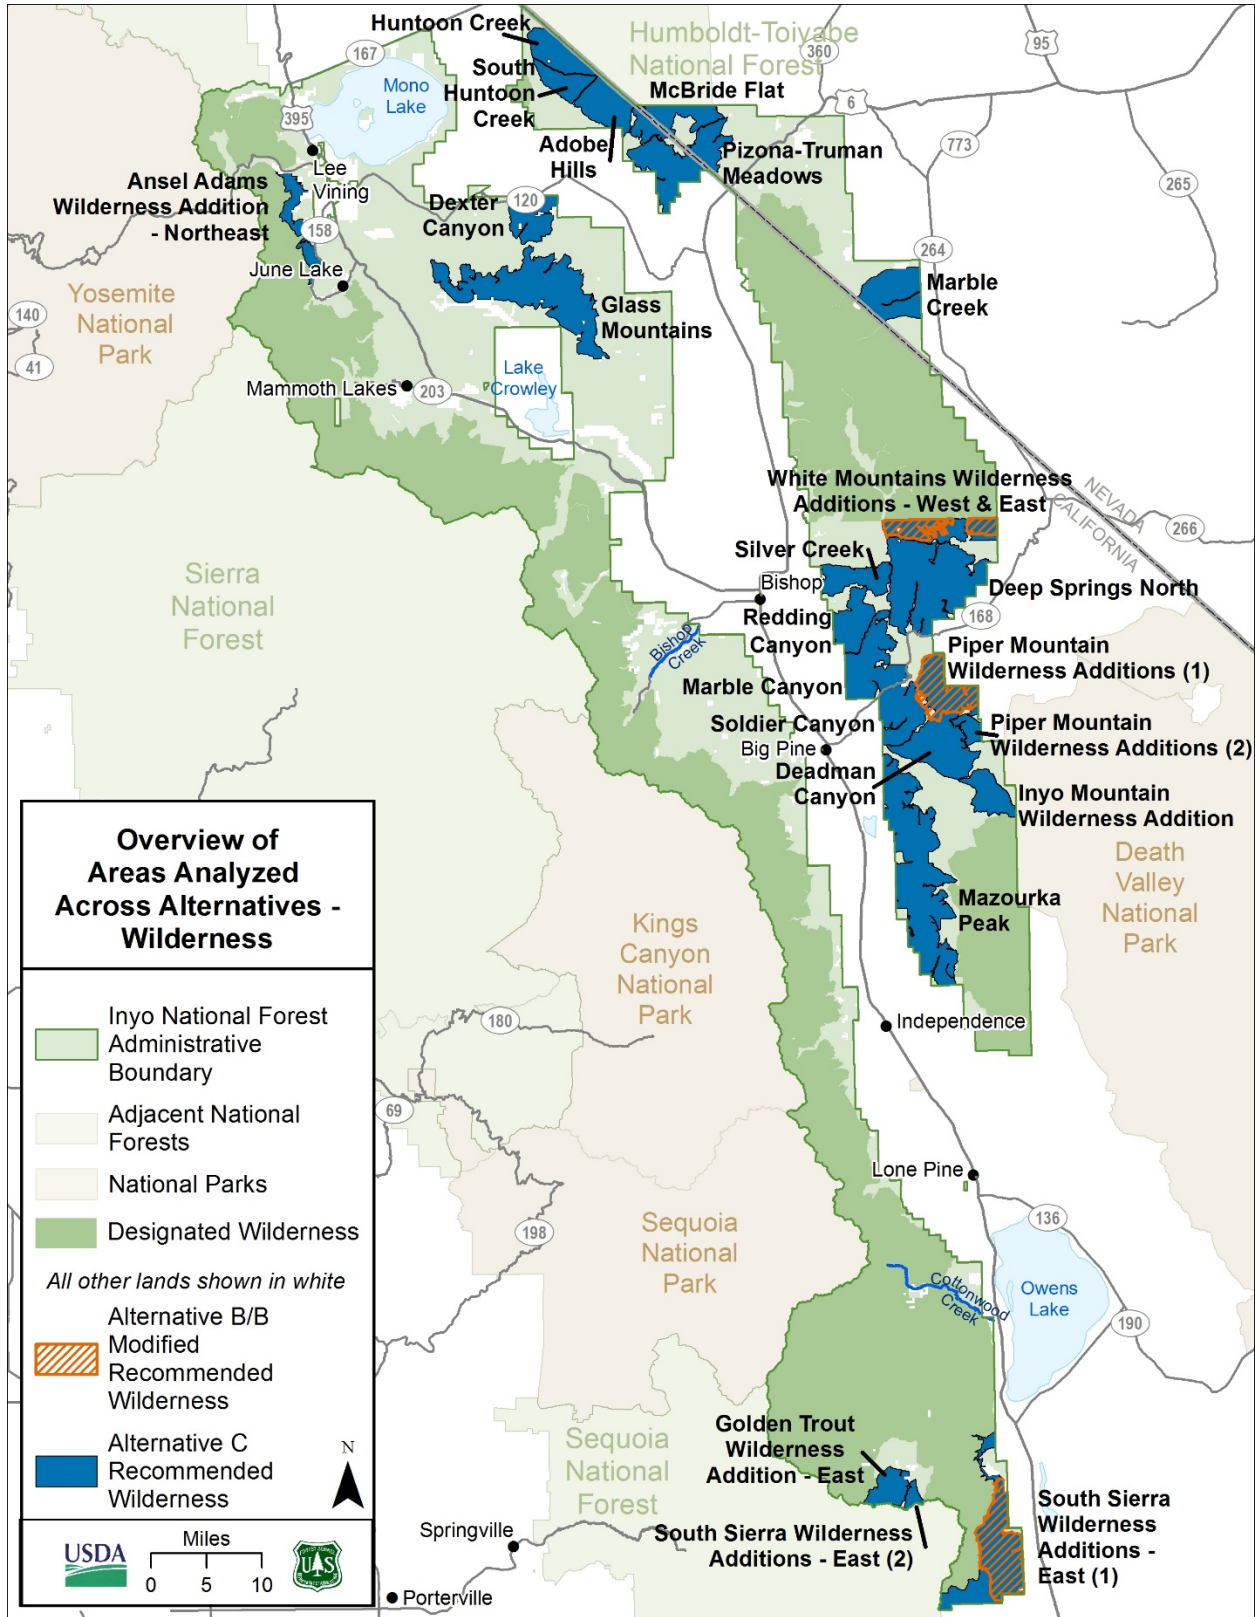 Huntoon Creek
Humboldt-Toiyabe
National Forest
167
360
95
6
South
Huntoon
Creek
McBride Flat
Mono
Lake
395
773
Adobe
Hills
Pizona-Truman
Meadows
Lee
Vining
265
Ansel Adams
Wilderness Addition
- Northeast
Dexter
Canyon
120
158
264
June Lake
Marble
Creek
Yosemite
National
Park
140
41
Glass
Mountains
Lake
Crowley
Mammoth Lakes
203
White Mountains Wilderness
Additions - West & East
NEVADA
CALIFORNIA
266
Silver Creek
Sierra
National
Forest
Bishop
Deep Springs North
Redding
Canyon
168
Bishop
Creek
Piper Mountain
Wilderness Additions (1)
Marble Canyon
Soldier Canyon
Big Pine
Piper Mountain
Wilderness Additions (2)
Deadman
Canyon
Inyo Mountain
Wilderness Addition
Death
Valley
National
Park
Mazourka
Peak
Kings
Canyon
National
Park
Independence
180
69
Lone Pine
136
198
Sequoia
National
Park
Cottonwood
Creek
Owens
Lake
190
Golden Trout
Wilderness
Addition - East
Sequoia
National
Forest
South Sierra Wilderness
Additions - East (2)
South Sierra
Wilderness
Additions -
East (1)
Springville
Porterville
Overview of
Areas Analyzed
Across Alternatives -
Wilderness
Inyo National Forest
Administrative
Boundary
Adjacent National
Forests
National Parks
Designated Wilderness
All other lands shown in white
Alternative B/B
Modified
Recommended
Wilderness
Alternative C
Recommended
Wilderness
N
USDA
Miles
0 5 10
U S